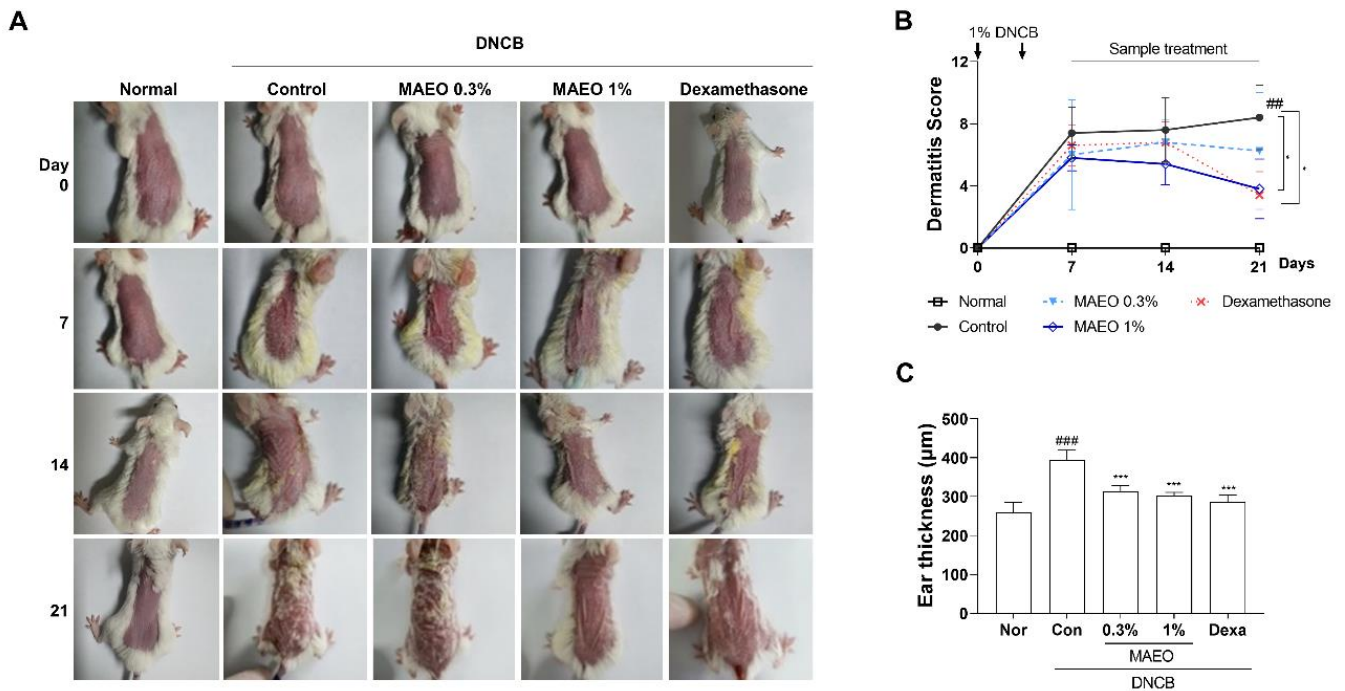 A
DNCB
Normal Control MAEO 0.3% MAEO 1% Dexamethasone
Day
0
7
14
21
B
1% DNCB
Sample treatment
12
8
4
0
Dermatitis Score
##
*
*
0 7 14 21 Days
Normal MAEO 0.3% Dexamethasone
Control MAEO 1%
C
500
400
300
200
100
0
Ear thickness (μm)
###
***
***
***
Nor Con 0.3% 1% Dexa
MAEO
DNCB